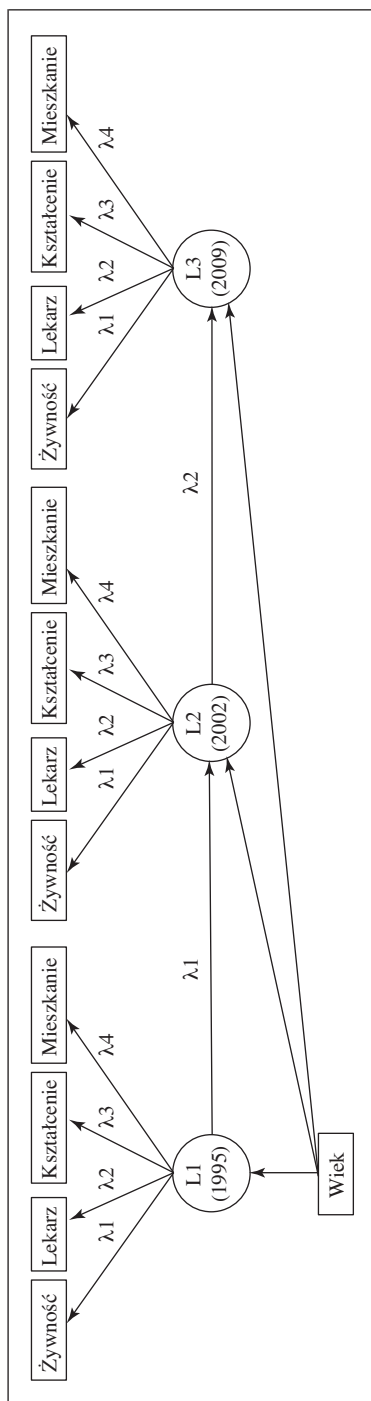 Żywność
Lekarz
Kształcenie
Mieszkanie
Żywność
Lekarz
Kształcenie
Mieszkanie
Żywność
Lekarz
Kształcenie
Mieszkanie
λ1
λ2
λ3
λ4
λ1
λ2
λ3
λ4
λ1
λ2
λ3
λ4
L1
(1995)
λ1
L2
(2002)
λ2
L3
(2009)
Wiek